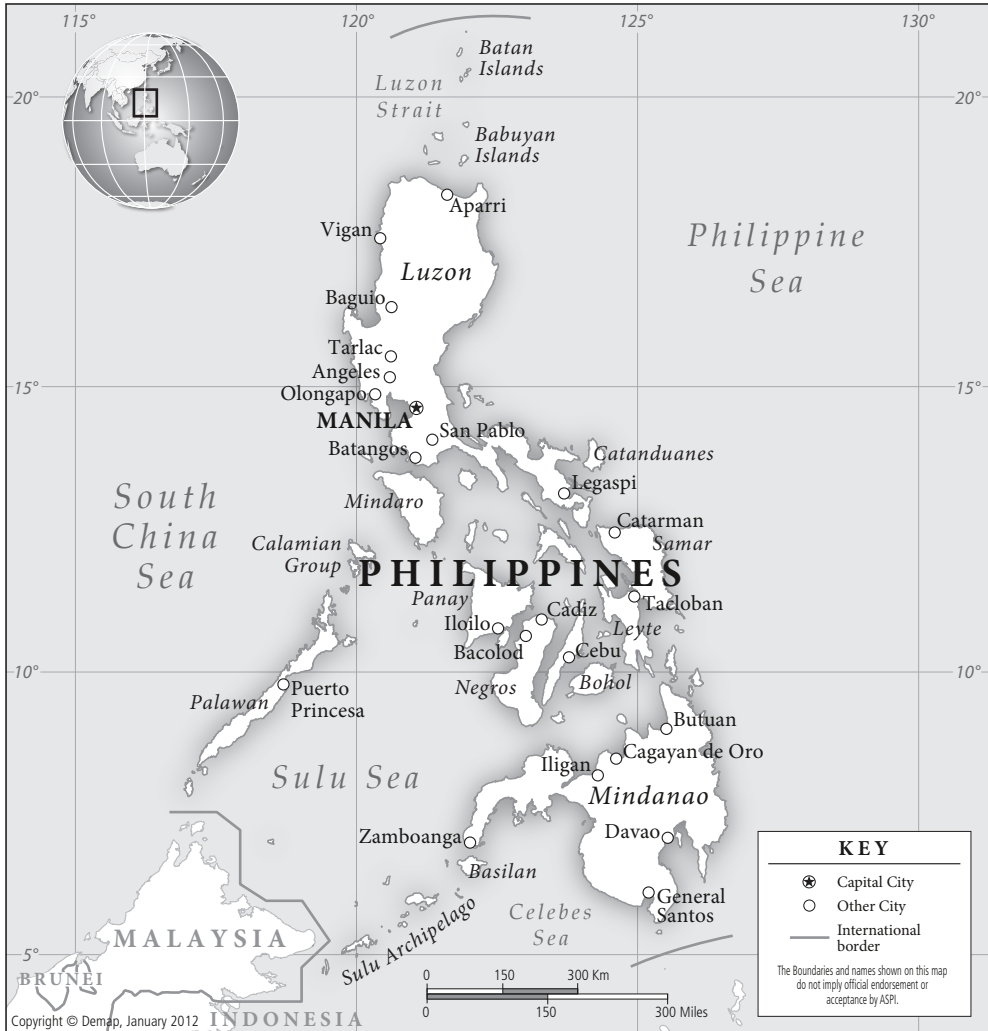 115°
120°
125°
130°
Batan
Islands
Luzon
Strait
20°
20°
Babuyan
Islands
Aparri
Vigan
Philippine
Sea
Luzon
Baguio
Tarlac
15°
Angeles
15°
Olongapo
MANILA
San Pablo
Batangos
Catanduanes
Legaspi
South
China
Sea
Mindaro
Catarman
Samar
Calamian
Group
PHILIPPINES
Panay
Tacloban
Cadiz
Iloilo
Leyte
Bacolod
Cebu
10°
Negros
Bohol
Puerto
Princesa
Palawan
Butuan
Cagayan de Oro
Iligan
Sulu Sea
Mindanao
Davao
Zamboanga
Basilan
General
Santos
Celebes
Sea
Sulu Archipelago
MALAYSIA
5°
BRUNEI
INDONESIA
0 150 300 Km
0 150 300 Miles
KEY
Capital City
Other City
International
border
The Boundaries and names shown on this map
do not imply official endorsement or
acceptance by ASPI.
Copyright © Demap, January 2012